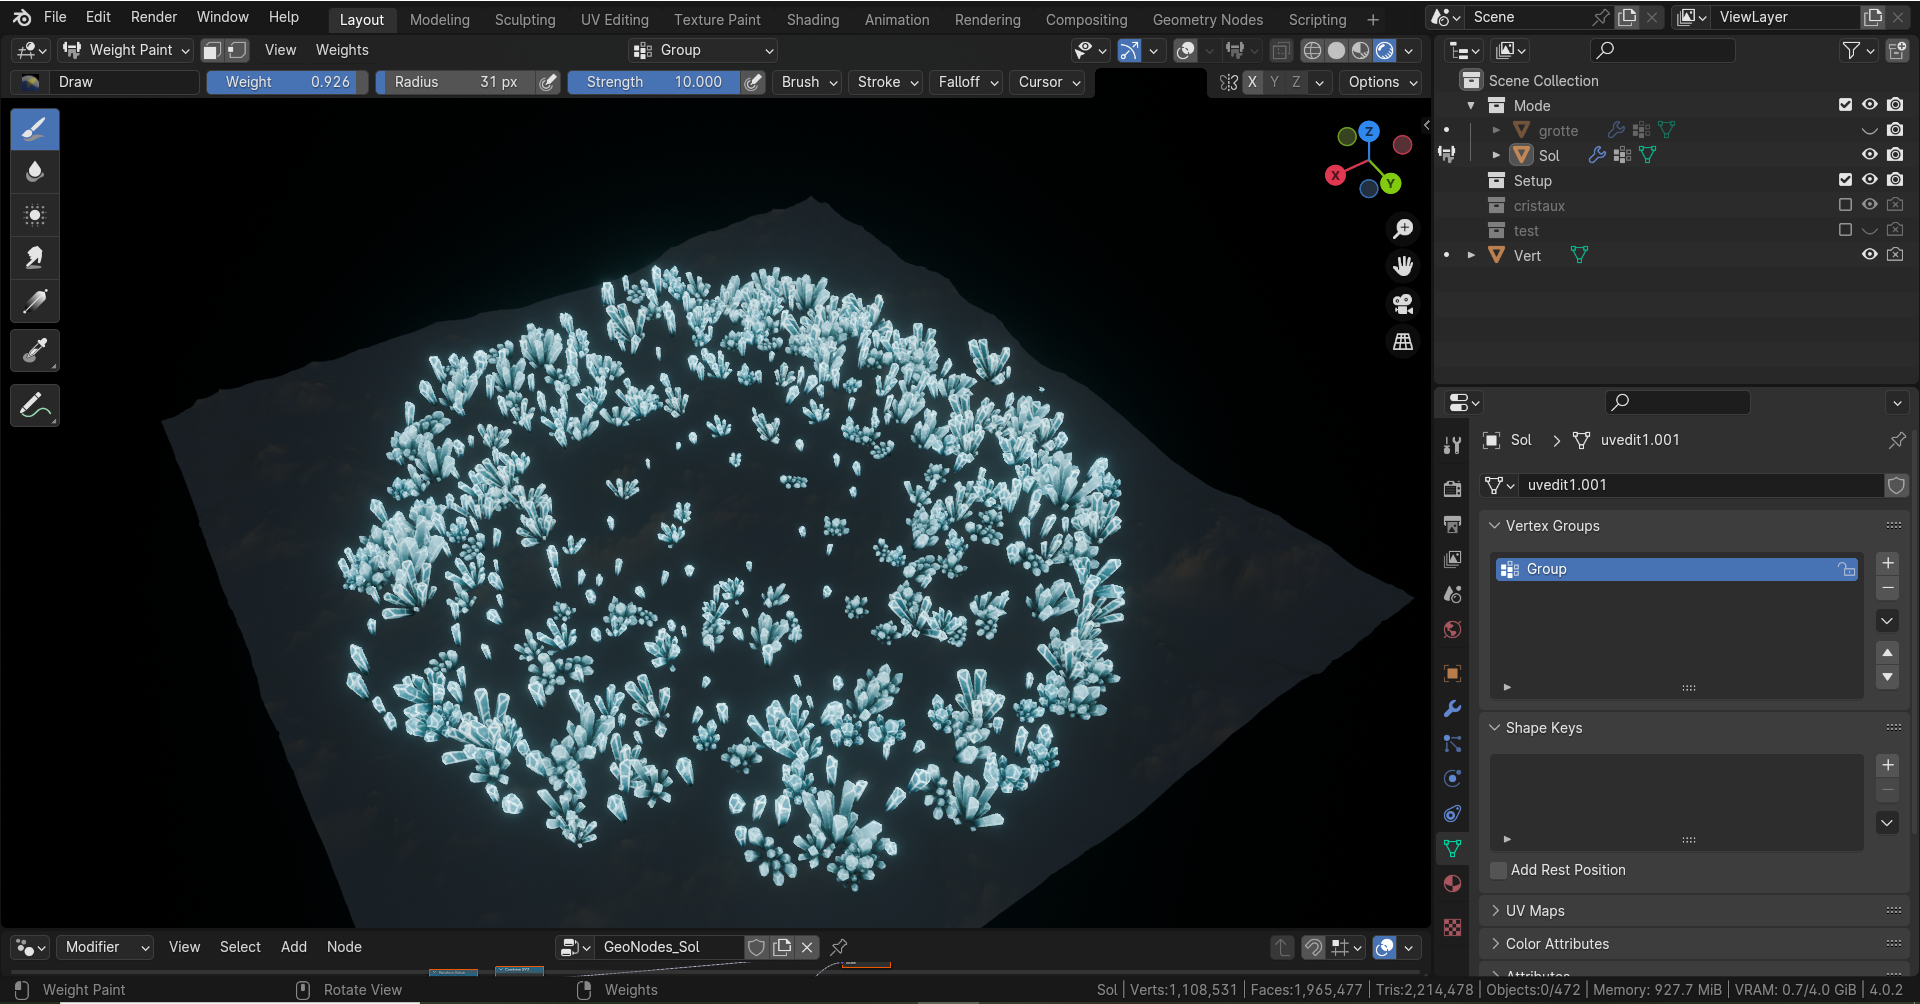 File Edit Render Window Help Layout Modeling Sculpting UV Editing Texture Paint Shading Animation Rendering Compositing Geometry Nodes Scripting + Scene ViewLayer
Weight Paint View Weights Group
Draw Weight 0.926 Radius 31 px Strength 10.000 Brush Stroke Falloff Cursor X Y Z Options
Scene Collection
Mode
grotte
Sol
Setup
cristaux
test
Vert
Z
X
Y
Sol uvedit1.001
uvedit1.001
Vertex Groups
Group
Shape Keys
Add Rest Position
UV Maps
Color Attributes
Attributes
Modifier View Select Add Node GeoNodes_Sol
Weight Paint Rotate View Weights Sol | Verts:1,108,531 | Faces:1,965,477 | Tris:2,214,478 | Objects:0/472 | Memory: 927.7 MiB | VRAM: 0.7/4.0 GiB | 4.0.2